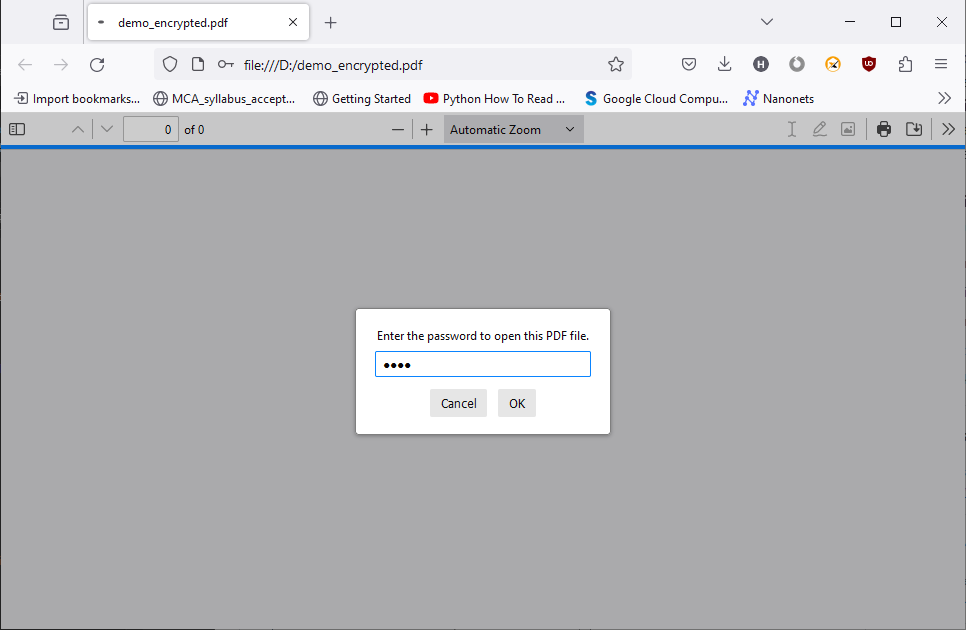 demo_encrypted.pdf
file:///D:/demo_encrypted.pdf
Import bookmarks... MCA_syllabus_accept... Getting Started Python How To Read ... Google Cloud Compu... Nanonets
0 of 0 Automatic Zoom
Enter the password to open this PDF file.
••••
Cancel OK